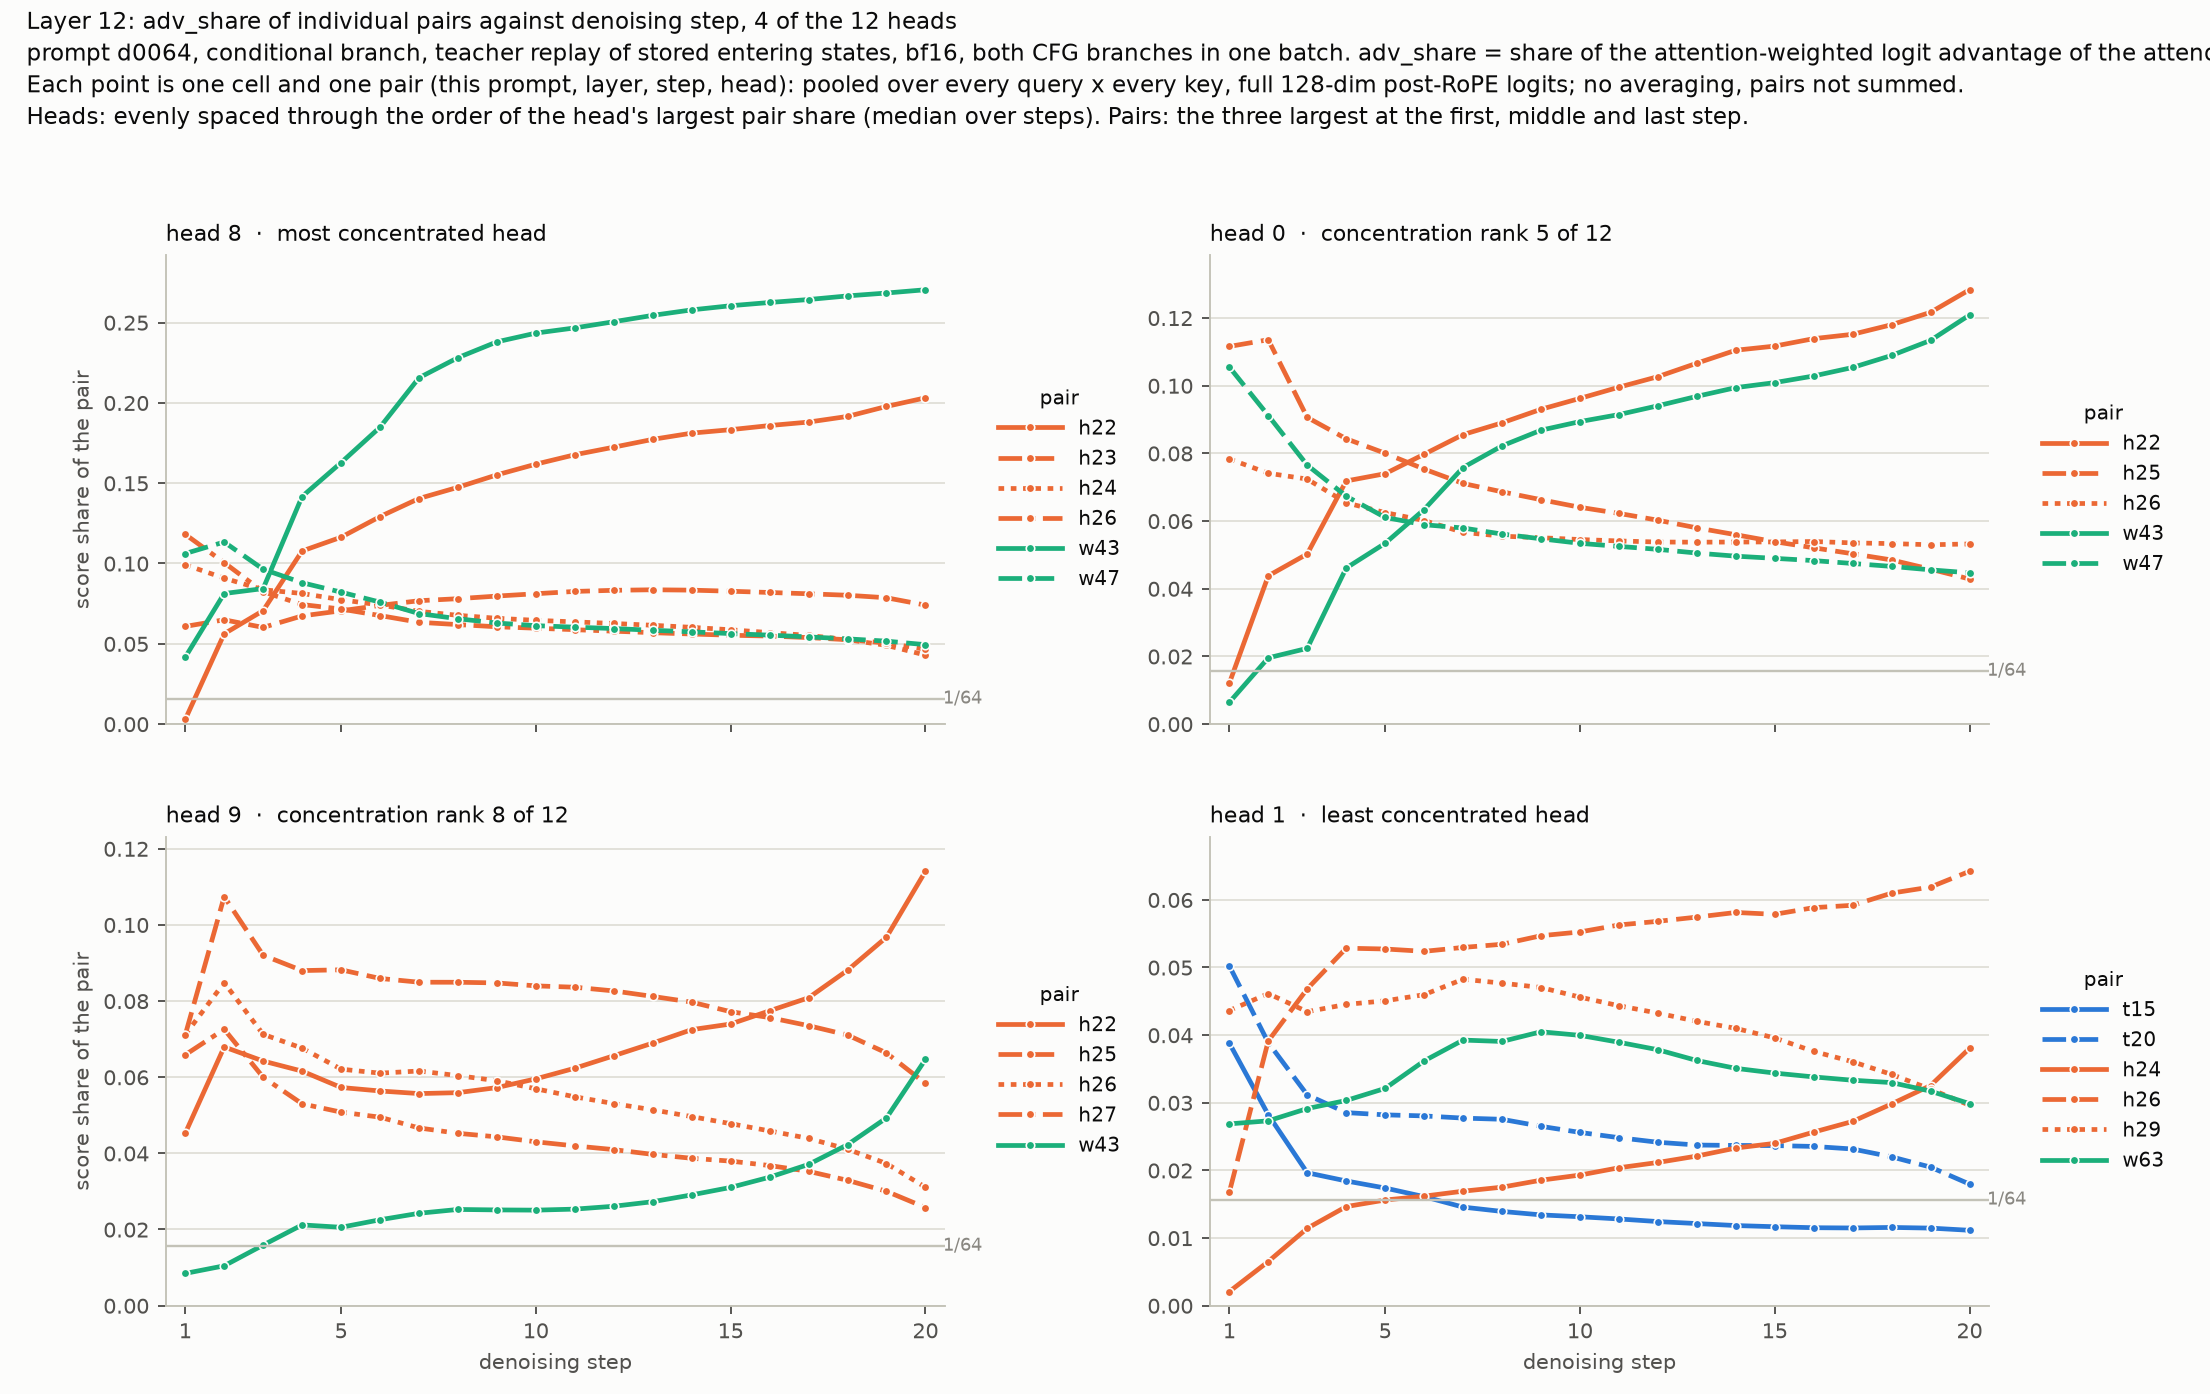 Layer 12: adv_share of individual pairs against denoising step, 4 of the 12 heads
prompt d0064, conditional branch, teacher replay of stored entering states, bf16, both CFG branches in one batch. adv_share = share of the attention-weighted logit advantage of the
Each point is one cell and one pair (this prompt, layer, step, head): pooled over every query x every key, full 128-dim post-RoPE logits; no averaging, pairs not summed.
Heads: evenly spaced through the order of the head's largest pair share (median over steps). Pairs: the three largest at the first, middle and last step.
head 8 · most concentrated head
score share of the pair
0.25
0.20
0.15
0.10
0.05
0.00
1/64
pair
h22
h23
h24
h26
w43
w47
head 0 · concentration rank 5 of 12
0.12
0.10
0.08
0.06
0.04
0.02
0.00
1/64
pair
h22
h25
h26
w43
w47
head 9 · concentration rank 8 of 12
score share of the pair
0.12
0.10
0.08
0.06
0.04
0.02
0.00
1/64
1 5 10 15 20
denoising step
pair
h22
h25
h26
h27
w43
head 1 · least concentrated head
0.06
0.05
0.04
0.03
0.02
0.01
0.00
1/64
1 5 10 15 20
denoising step
pair
t15
t20
h24
h26
h29
w63